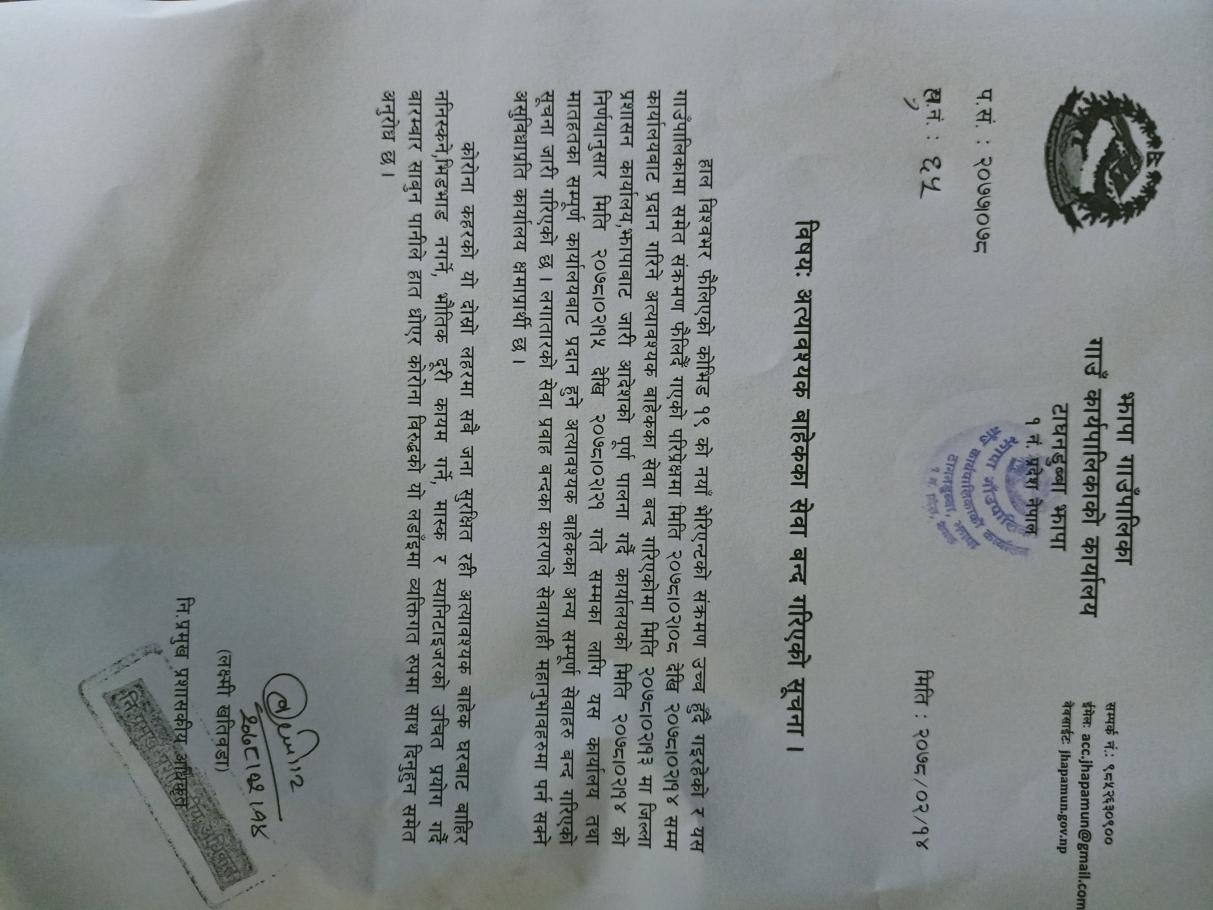 झापा गाउँपालिका
गाउँ कार्यपालिकाको कार्यालय
टाघनडुब्बा झापा
१ नं. प्रदेश नेपाल
सम्पर्क नं.: ९८५२६३०९००
ईमेल: acc.jhapamun@gmail.com
वेबसाईट: jhapamun.gov.np
प.सं. : २०७७।०७८
च.नं. : ६५
मिति : २०७८/०२/१४
विषयः अत्यावश्यक बाहेकका सेवा बन्द गरिएको सूचना ।
हाल विश्वभर फैलिएको कोभिड १९ को नयाँ भेरिएन्टको संक्रमण उच्च हुँदै गइरहेको र यस
गाउँपालिकामा समेत संक्रमण फैलिदै गएको परिप्रेक्षमा मिति २०७८।०२।०८ देखि २०७८।०२।१४ सम्म
कार्यालयबाट प्रदान गरिने अत्यावश्यक बाहेकका सेवा बन्द गरिएकोमा मिति २०७८।०२।१३ मा जिल्ला
प्रशासन कार्यालय,झापाबाट जारी आदेशको पूर्ण पालना गर्दै कार्यालयको मिति २०७८।०२।१४ को
निर्णयानुसार मिति २०७८।०२।१५ देखि २०७८।०२।२१ गते सम्मका लागि यस कार्यालय तथा
मातहतका सम्पूर्ण कार्यालयबाट प्रदान हुने अत्यावश्यक बाहेकका अन्य सम्पूर्ण सेवाहरु बन्द गरिएको
सूचना जारी गरिएको छ । लगातारको सेवा प्रवाह बन्दका कारणले सेवाग्राही महानुभावहरुमा पर्न सक्ने
असुविधाप्रति कार्यालय क्षमाप्रार्थी छ ।
कोरोना कहरको यो दोस्रो लहरमा सबै जना सुरक्षित रही अत्यावश्यक बाहेक घरबाट बाहिर
ननिस्कने,भिडभाड नगर्ने, भौतिक दूरी कायम गर्ने, मास्क र स्यानिटाइजरको उचित प्रयोग गर्दै
बारम्बार साबुन पानीले हात धोएर कोरोना विरुद्धको यो लडाईंमा व्यक्तिगत रुपमा साथ दिनुहुन समेत
अनुरोध छ ।
२०७८।०२।१४
(लक्ष्मी खतिवडा)
नि.प्रमुख प्रशासकीय अधिकृत